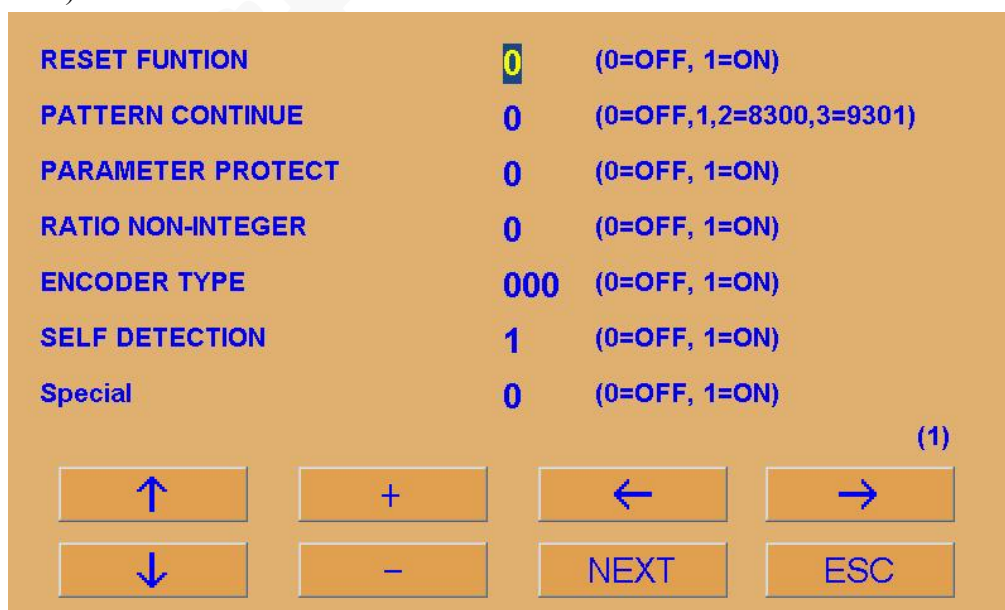 RESET FUNTION 0 (0=OFF, 1=ON)
PATTERN CONTINUE 0 (0=OFF,1,2=8300,3=9301)
PARAMETER PROTECT 0 (0=OFF, 1=ON)
RATIO NON-INTEGER 0 (0=OFF, 1=ON)
ENCODER TYPE 000 (0=OFF, 1=ON)
SELF DETECTION 1 (0=OFF, 1=ON)
Special 0 (0=OFF, 1=ON)
(1)
↑ + ← →
↓ − NEXT ESC